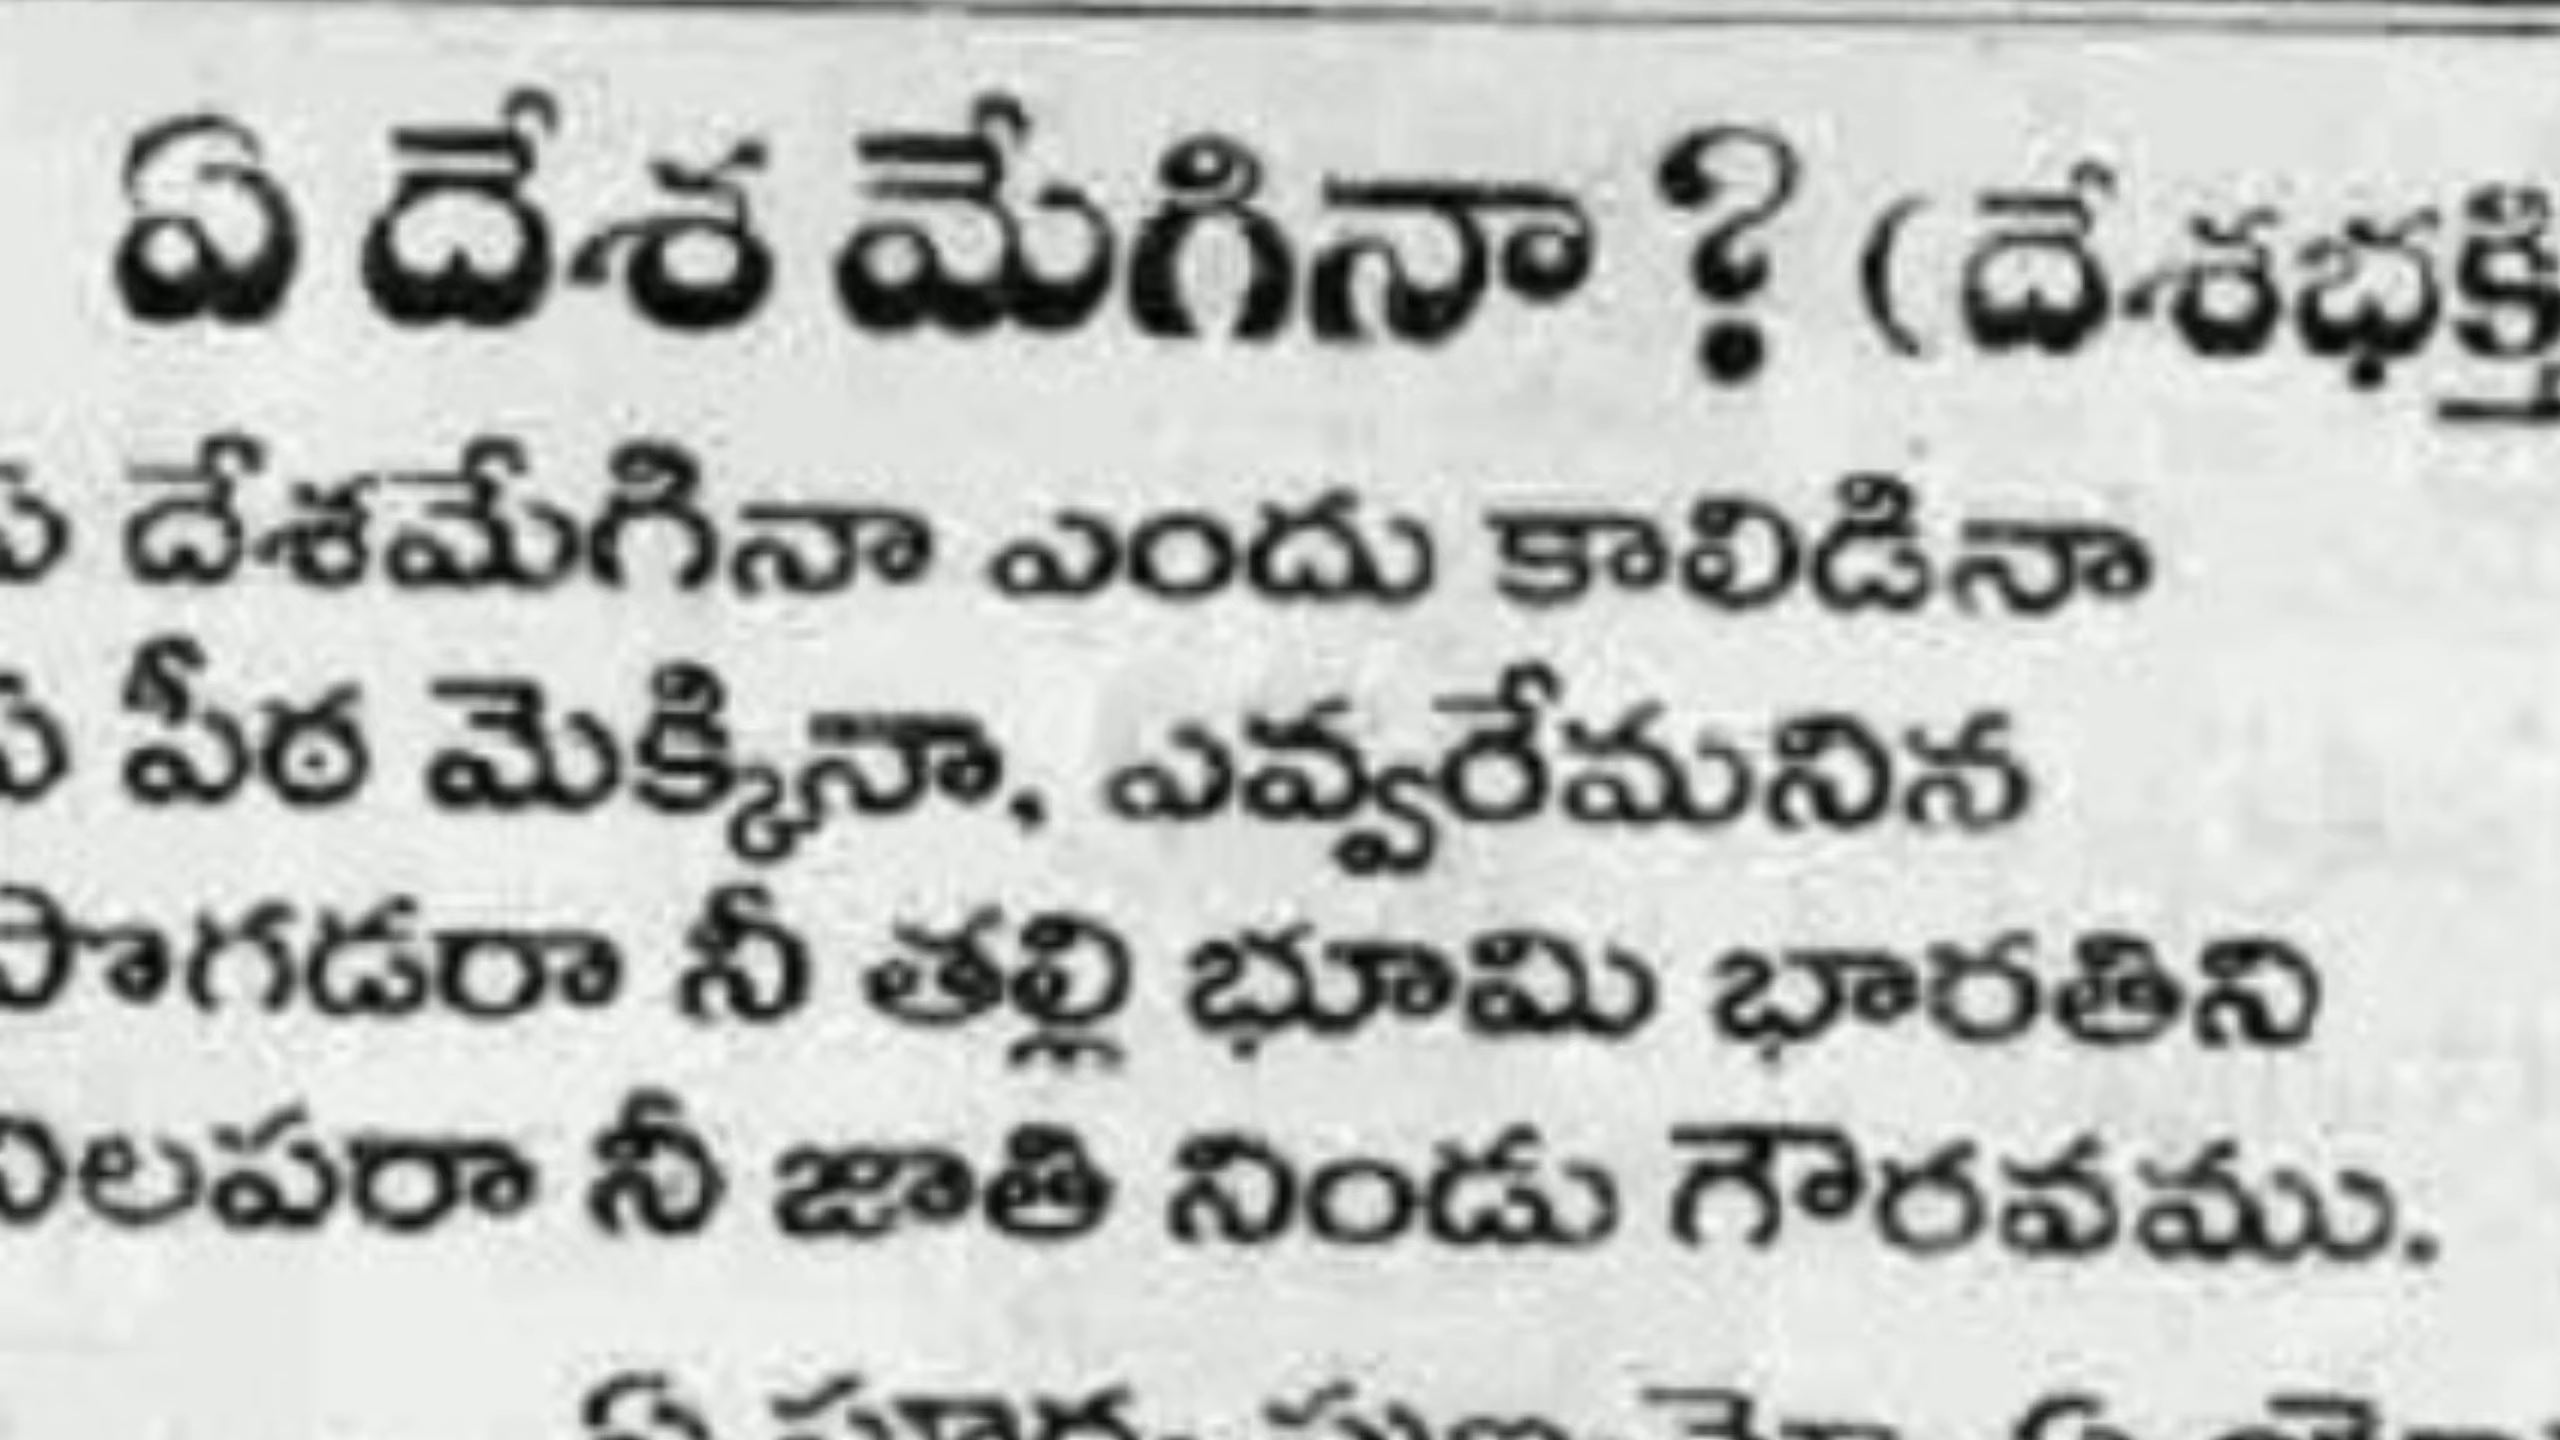 ఏ దేశ మేగినా ? ( దేశభక్తి
ఏ దేశమేగినా ఎందు కాలిడినా
ఏ పీఠ మెక్కినా, ఎవ్వరేమనిన
పొగడరా నీ తల్లి భూమి భారతిని
నిలపరా నీ జాతి నిండు గౌరవము.